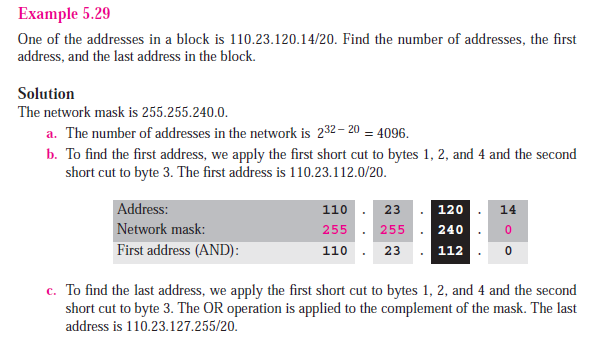 Example 5.29
One of the addresses in a block is 110.23.120.14/20. Find the number of addresses, the first
address, and the last address in the block.
Solution
The network mask is 255.255.240.0.
a. The number of addresses in the network is 2³²⁻²⁰ = 4096.
b. To find the first address, we apply the first short cut to bytes 1, 2, and 4 and the second
short cut to byte 3. The first address is 110.23.112.0/20.
Address: 110 . 23 . 120 . 14
Network mask: 255 . 255 . 240 . 0
First address (AND): 110 . 23 . 112 . 0
c. To find the last address, we apply the first short cut to bytes 1, 2, and 4 and the second
short cut to byte 3. The OR operation is applied to the complement of the mask. The last
address is 110.23.127.255/20.